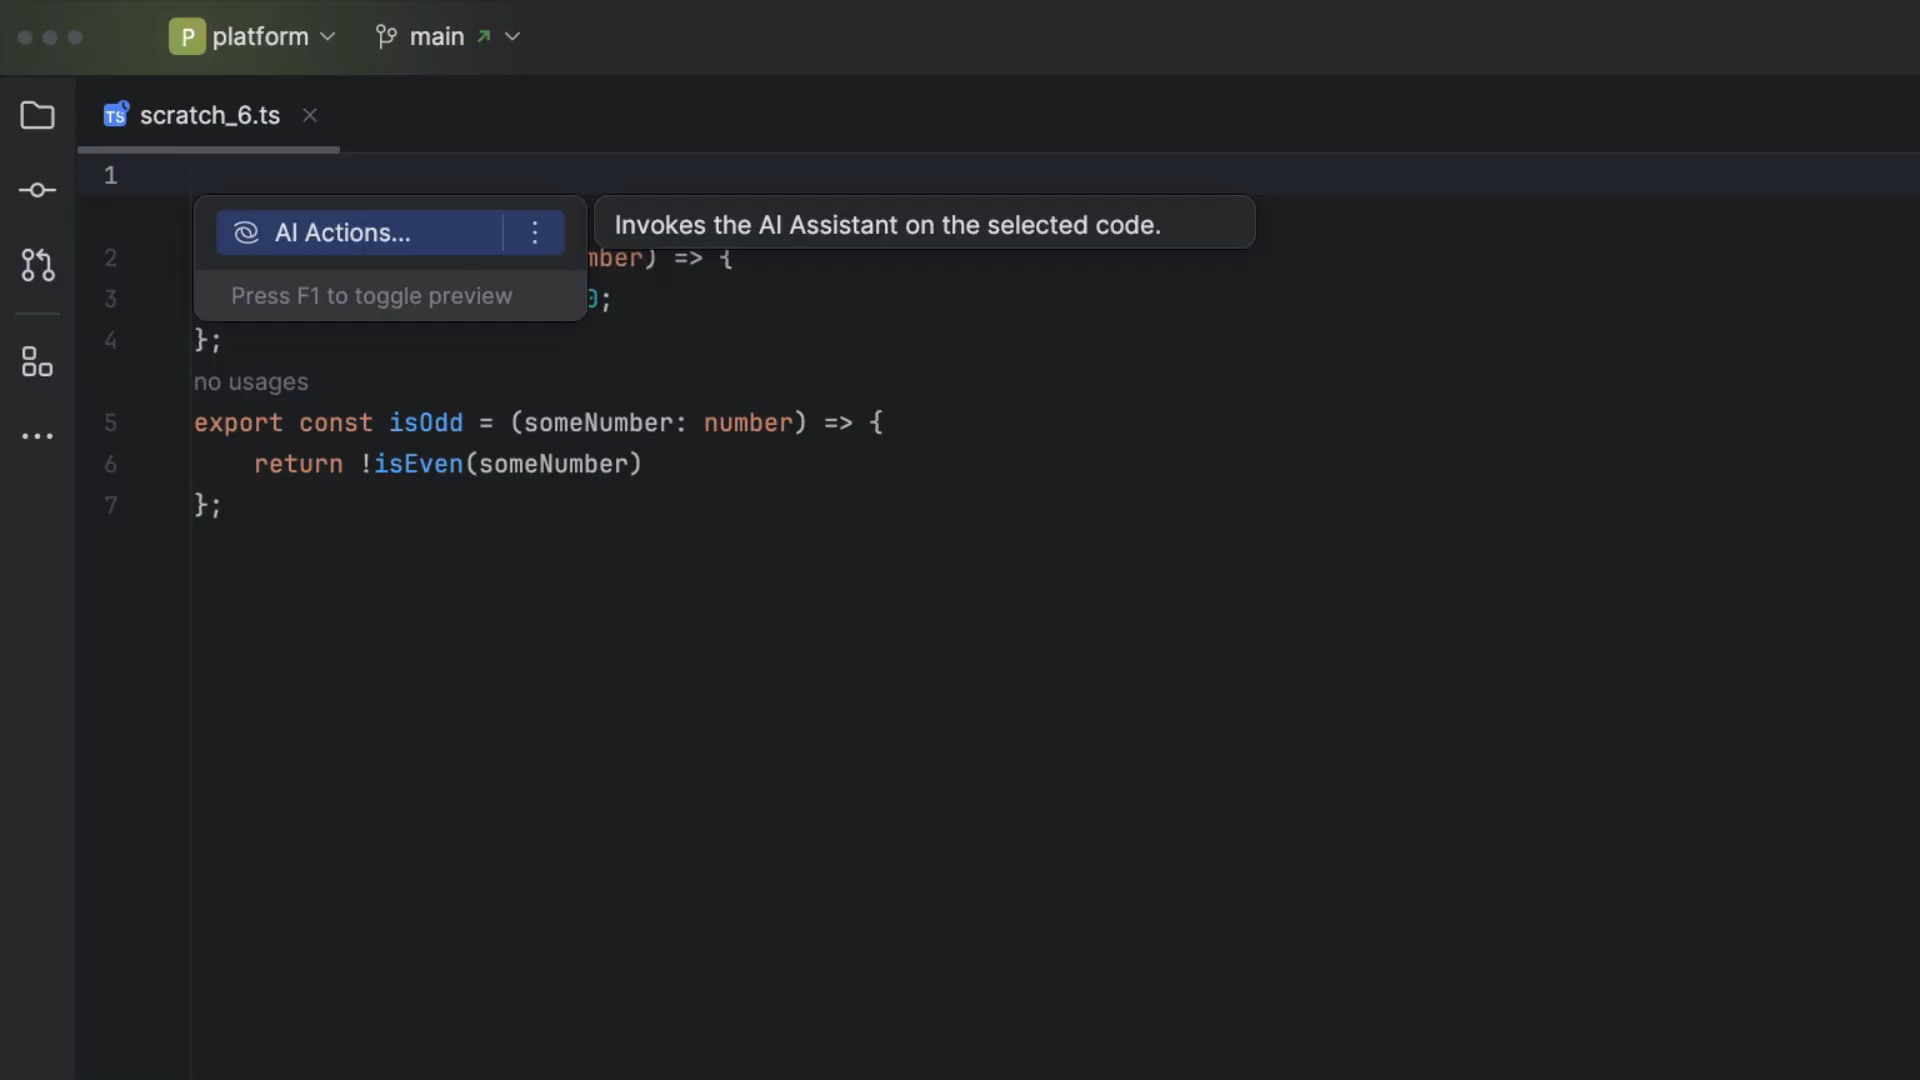 P platform main
TS scratch_6.ts
1
AI Actions...
Invokes the AI Assistant on the selected code.
2 ) => {
3 0;
Press F1 to toggle preview
4 };
no usages
5 export const isOdd = (someNumber: number) => {
6 return !isEven(someNumber)
7 };